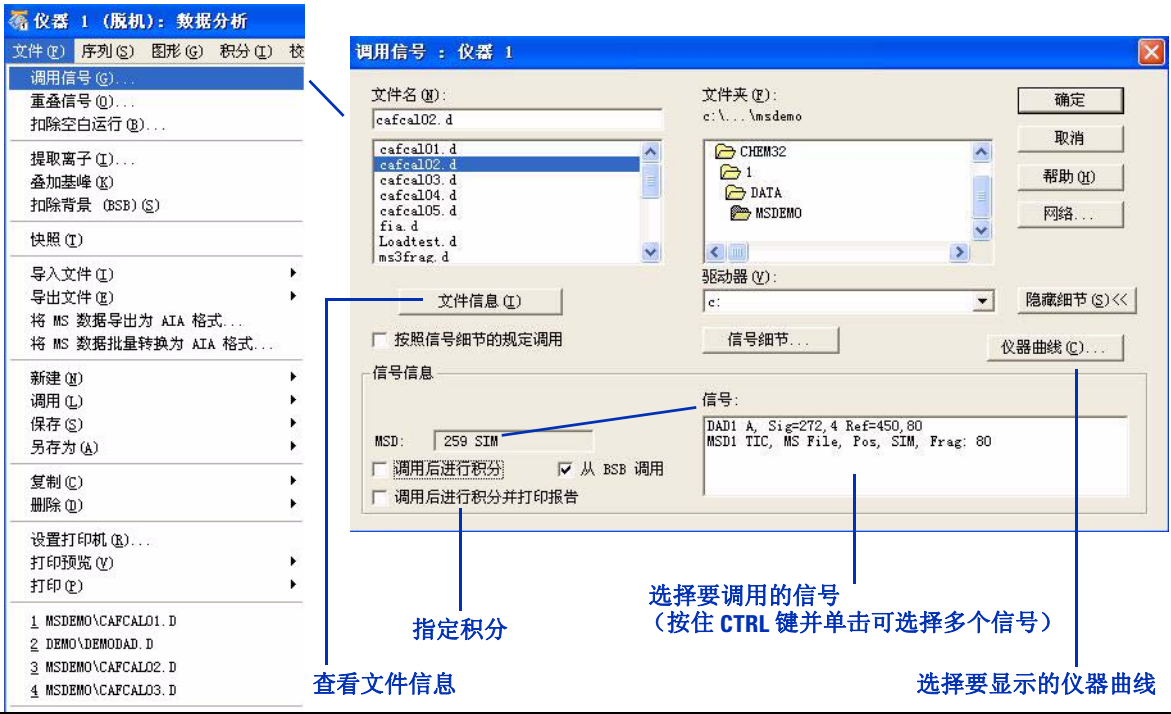 仪器 1 (脱机): 数据分析
文件(F) 序列(S) 图形(G) 积分(I) 校
调用信号(G)...
重叠信号(O)...
扣除空白运行(B)...
提取离子(I)...
叠加基峰(K)
扣除背景 (BSB)(S)
快照(T)
导入文件(I)
导出文件(E)
将 MS 数据导出为 AIA 格式...
将 MS 数据批量转换为 AIA 格式...
新建(N)
调用(L)
保存(S)
另存为(A)
复制(C)
删除(D)
设置打印机(R)...
打印预览(V)
打印(P)
1 MSDEMO\CAFCAL01.D
2 DEMO\DEMODAD.D
3 MSDEMO\CAFCAL02.D
4 MSDEMO\CAFCAL03.D
调用信号 : 仪器 1
文件名(N):
cafcal02.d
cafcal01.d
cafcal02.d
cafcal03.d
cafcal04.d
cafcal05.d
fia.d
Loadtest.d
ms3frag.d
文件夹(F):
c:\...\msdemo
CHEM32
1
DATA
MSDEMO
确定
取消
帮助(H)
网络...
文件信息(I)
驱动器(V):
c:
隐藏细节(S)<<
按照信号细节的规定调用
信号细节...
仪器曲线(C)...
信号信息
MSD: 259 SIM
调用后进行积分
从 BSB 调用
调用后进行积分并打印报告
信号:
DAD1 A, Sig=272,4 Ref=450,80
MSD1 TIC, MS File, Pos, SIM, Frag: 80
选择要调用的信号
（按住 CTRL 键并单击可选择多个信号）
指定积分
查看文件信息
选择要显示的仪器曲线